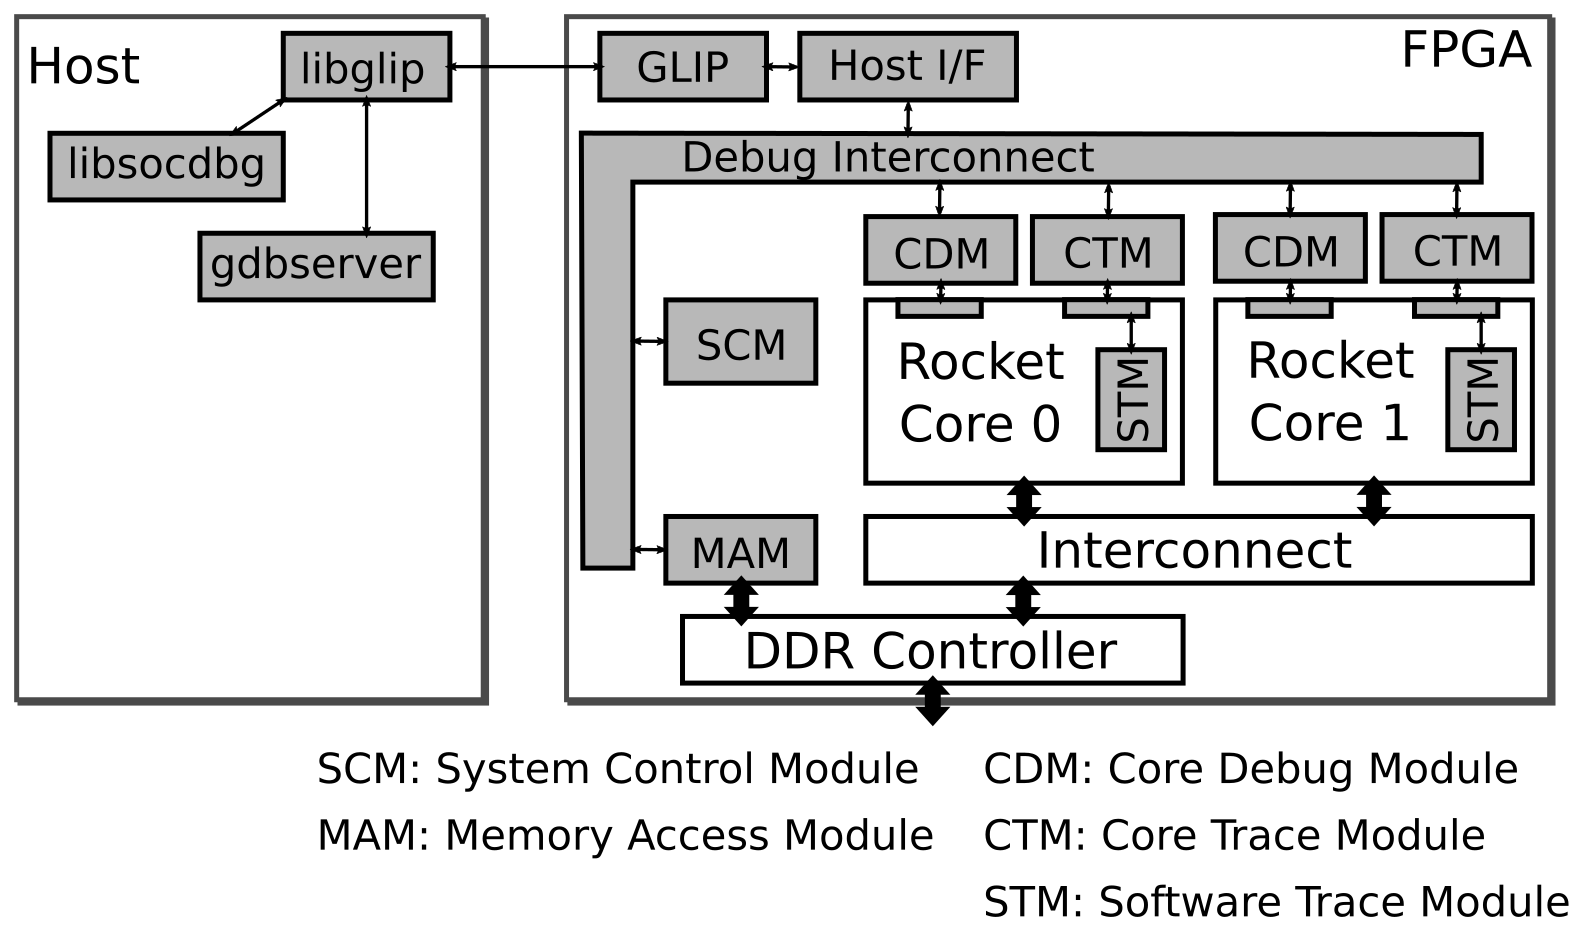 Host
libglip
libsocdbg
gdbserver
FPGA
GLIP
Host I/F
Debug Interconnect
CDM
CTM
CDM
CTM
SCM
Rocket
Core 0
STM
Rocket
Core 1
STM
MAM
Interconnect
DDR Controller
SCM: System Control Module
MAM: Memory Access Module
CDM: Core Debug Module
CTM: Core Trace Module
STM: Software Trace Module